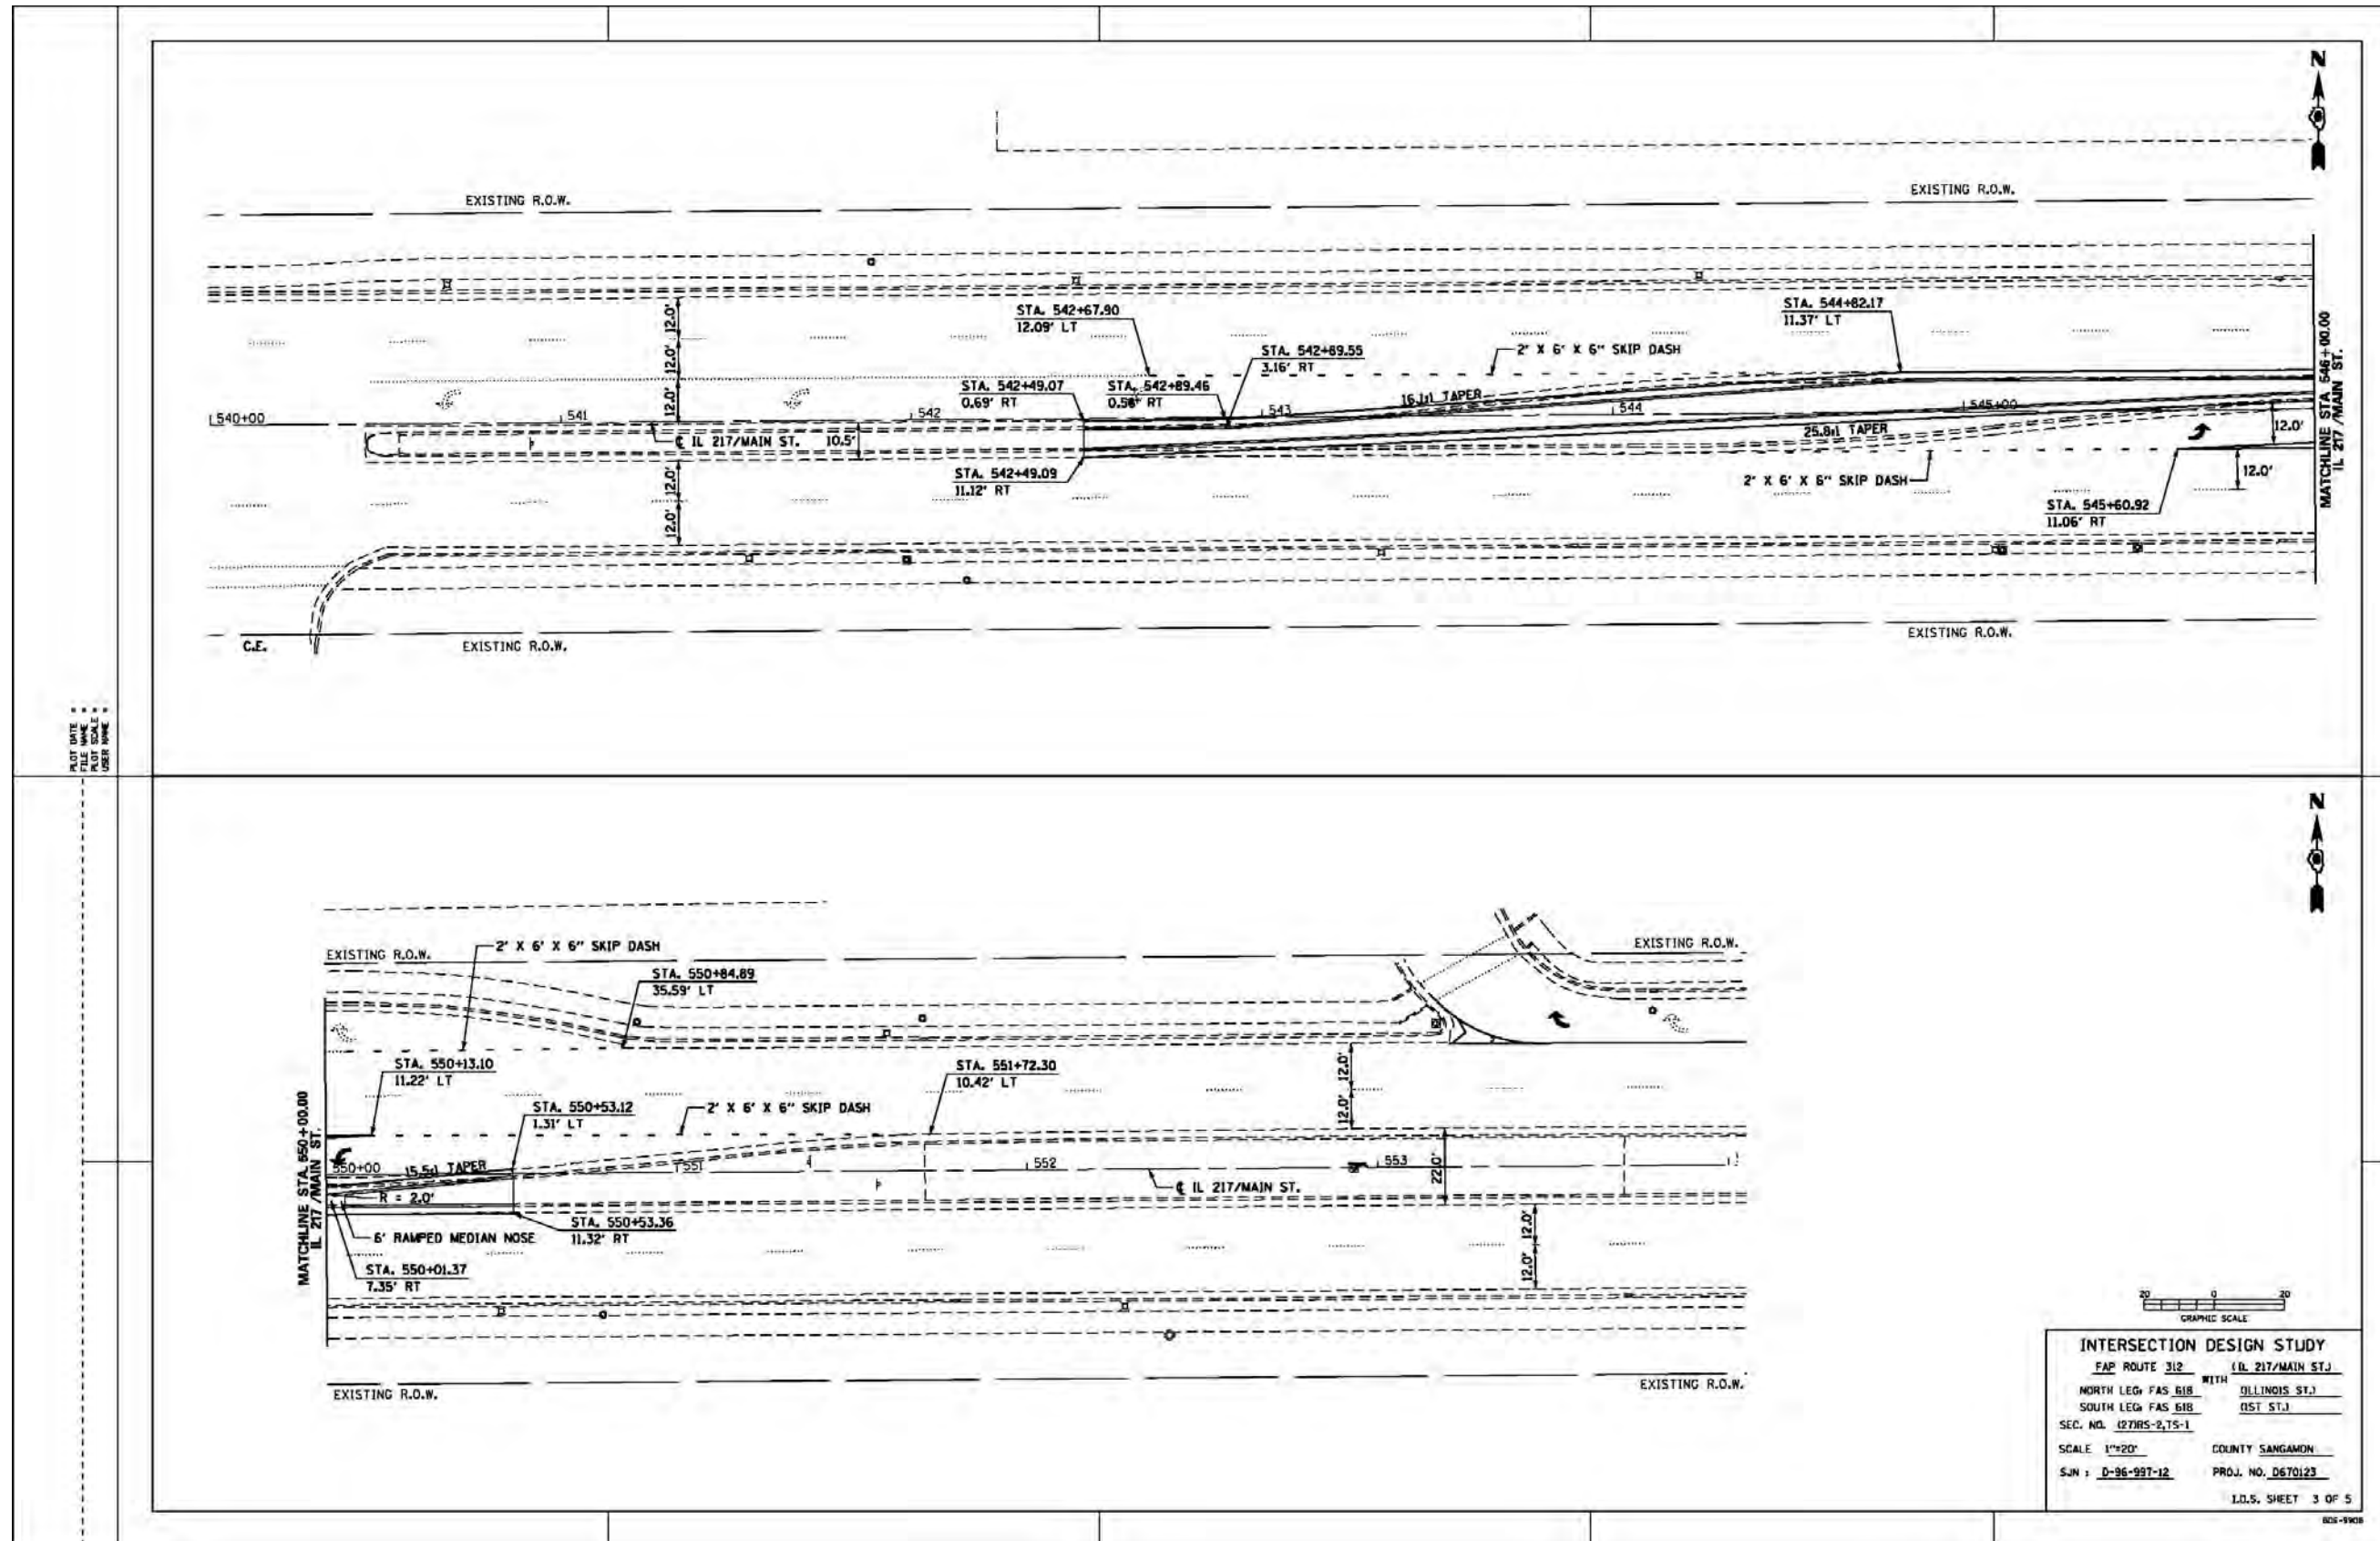 N
EXISTING R.O.W.
EXISTING R.O.W.
12.0'
12.0'
12.0'
STA. 542+67.90
12.09' LT
STA. 544+82.17
11.37' LT
STA. 542+89.55
3.16' RT
2' X 6' X 6" SKIP DASH
STA. 542+49.07
0.69' RT
STA. 542+89.46
RT
TAPER
540+00
541
542
543
544
545+00
℄ IL 217/MAIN ST.
10.5'
25.8:1 TAPER
12.0'
STA. 542+49.09
11.12' RT
12.0'
12.0'
2' X 6' X 6" SKIP DASH
12.0'
STA. 545+60.92
11.06' RT
MATCHLINE STA. 546+00.00
IL 217 /MAIN ST.
C.E.
EXISTING R.O.W.
EXISTING R.O.W.
PLOT DATE =
FILE NAME =
PLOT SCALE =
USER NAME =
N
EXISTING R.O.W.
2' X 6' X 6" SKIP DASH
EXISTING R.O.W.
STA. 550+84.89
35.59' LT
STA. 550+13.10
11.22' LT
STA. 551+72.30
10.42' LT
12.0'
12.0'
STA. 550+53.12
1.31' LT
2' X 6' X 6" SKIP DASH
550+00
15.5:1 TAPER
551
552
553
22.0'
R = 2.0'
℄ IL 217/MAIN ST.
6' RAMPED MEDIAN NOSE
STA. 550+53.36
11.32' RT
STA. 550+01.37
7.35' RT
12.0'
12.0'
MATCHLINE STA. 550+00.00
IL 217 /MAIN ST.
EXISTING R.O.W.
EXISTING R.O.W.
20 0 20
GRAPHIC SCALE
INTERSECTION DESIGN STUDY
FAP ROUTE 312 (IL 217/MAIN ST.)
WITH
NORTH LEG: FAS 618 (ILLINOIS ST.)
SOUTH LEG: FAS 618 (1ST ST.)
SEC. NO. (27)RS-2,TS-1
SCALE 1"=20' COUNTY SANGAMON
SJN : D-96-997-12 PROJ. NO. D670123
I.D.S. SHEET 3 OF 5